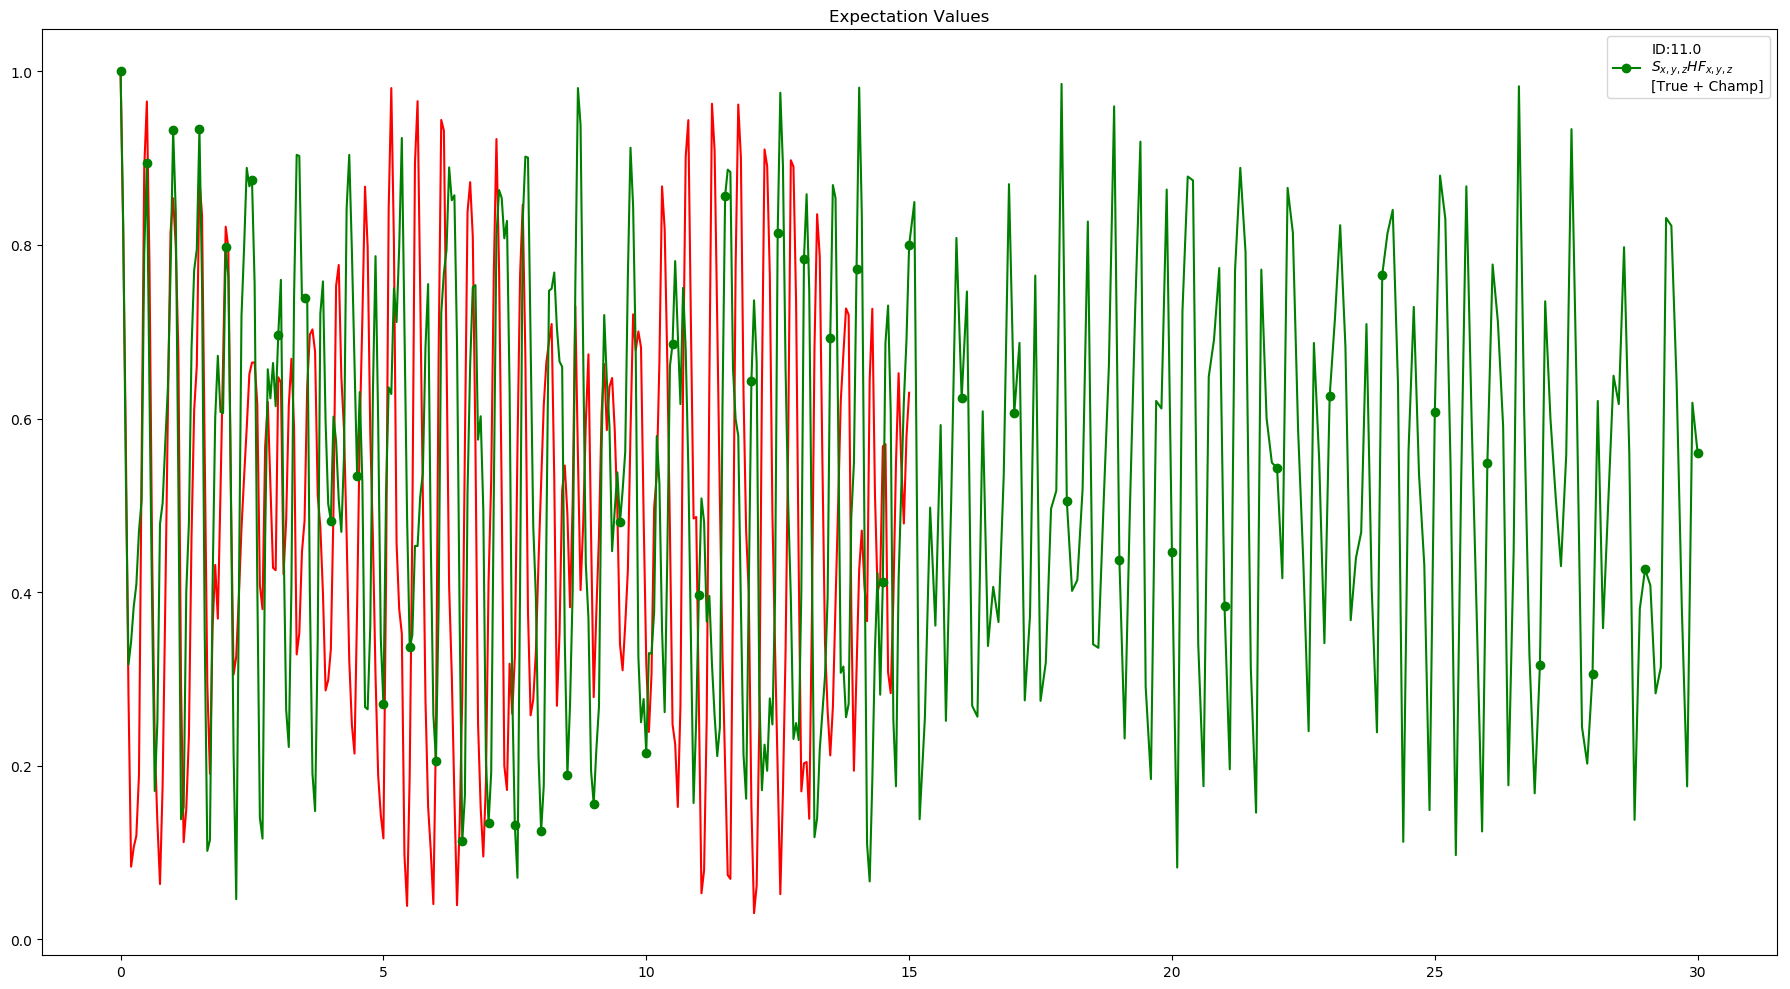 Expectation Values
ID:11.0
S_{x,y,z}HF_{x,y,z}
[True + Champ]
1.0
0.8
0.6
0.4
0.2
0.0
0 5 10 15 20 25 30